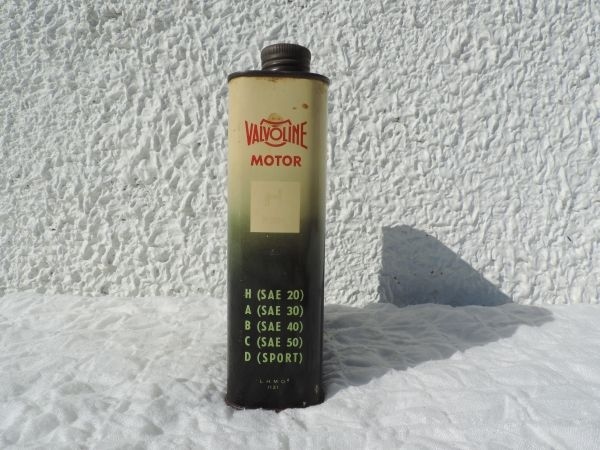 VALVOLINE
MOTOR
H (SAE 20)
A (SAE 30)
B (SAE 40)
C (SAE 50)
D (SPORT)